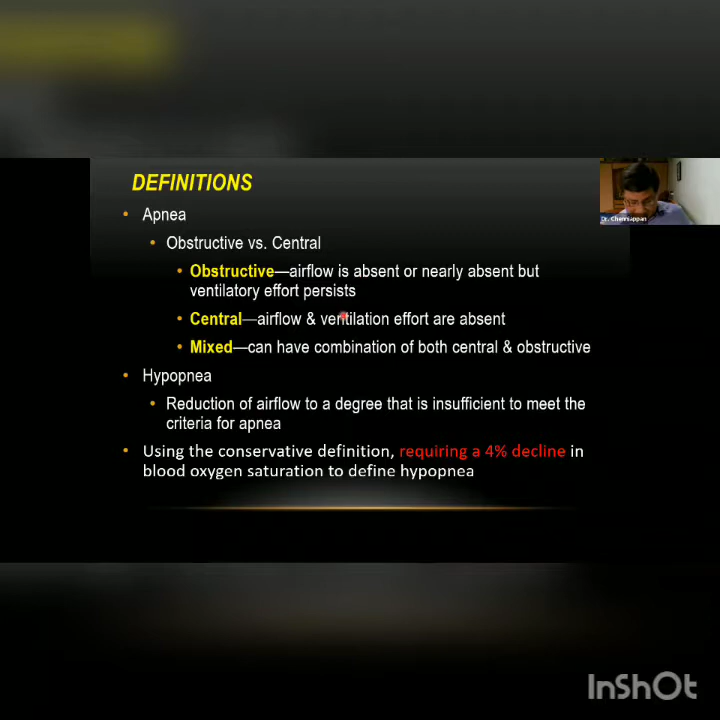 DEFINITIONS
• Apnea
• Obstructive vs. Central
• Obstructive—airflow is absent or nearly absent but
ventilatory effort persists
• Central—airflow & ventilation effort are absent
• Mixed—can have combination of both central & obstructive
• Hypopnea
• Reduction of airflow to a degree that is insufficient to meet the
criteria for apnea
• Using the conservative definition, requiring a 4% decline in
blood oxygen saturation to define hypopnea
Dr. Chennappan
InShOt